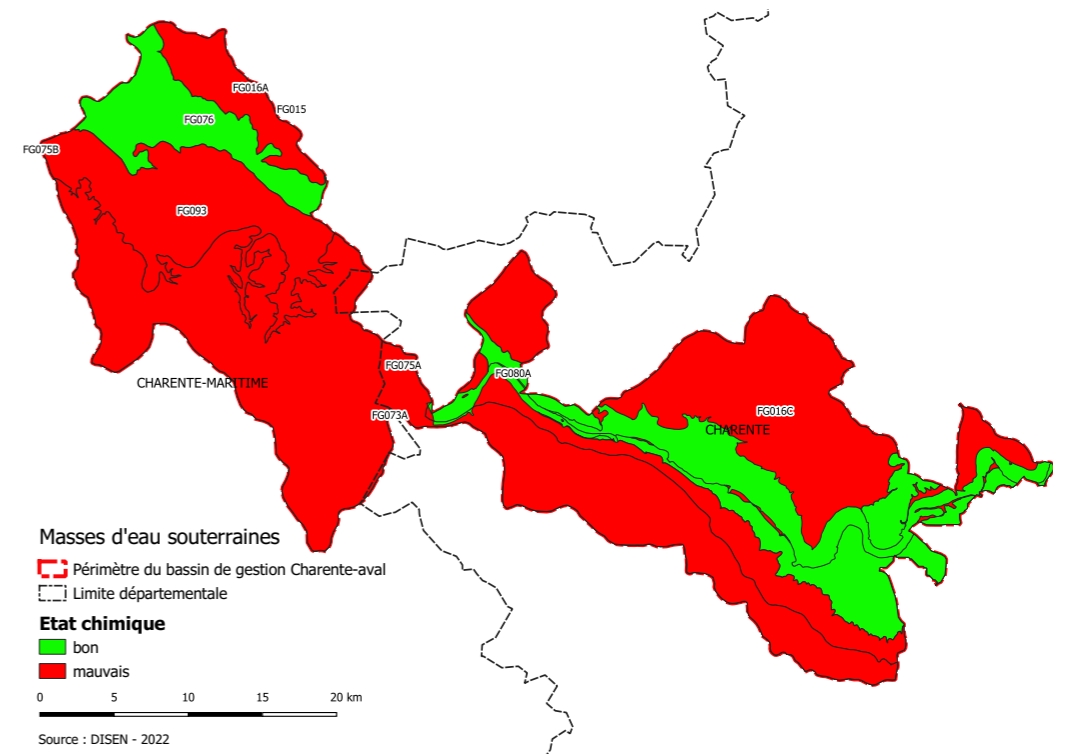 FG016A
FG015
FG076
FG075B
FG093
FG075A
FG080A
CHARENTE-MARITIME
FG073A
FG016C
CHARENTE
Masses d'eau souterraines
Périmètre du bassin de gestion Charente-aval
Limite départementale
Etat chimique
bon
mauvais
0 5 10 15 20 km
Source : DISEN - 2022